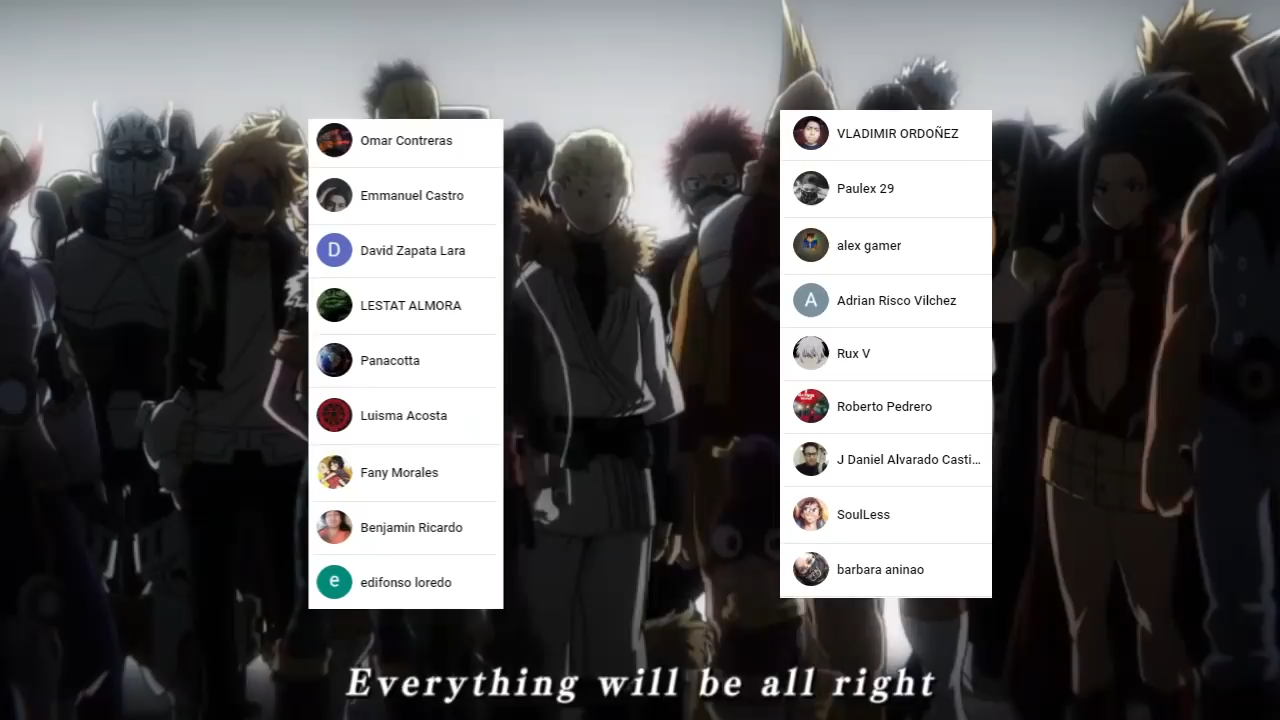 Omar Contreras
Emmanuel Castro
D David Zapata Lara
LESTAT ALMORA
Panacotta
Luisma Acosta
Fany Morales
Benjamin Ricardo
e edifonso loredo
VLADIMIR ORDOÑEZ
Paulex 29
alex gamer
A Adrian Risco Vilchez
Rux V
Roberto Pedrero
J Daniel Alvarado Casti...
SoulLess
barbara aninao
Everything will be all right